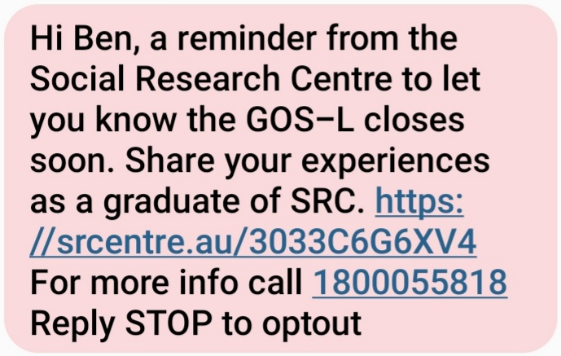 Hi Ben, a reminder from the
Social Research Centre to let
you know the GOS–L closes
soon. Share your experiences
as a graduate of SRC. https:
//srcentre.au/3033C6G6XV4
For more info call 1800055818
Reply STOP to optout